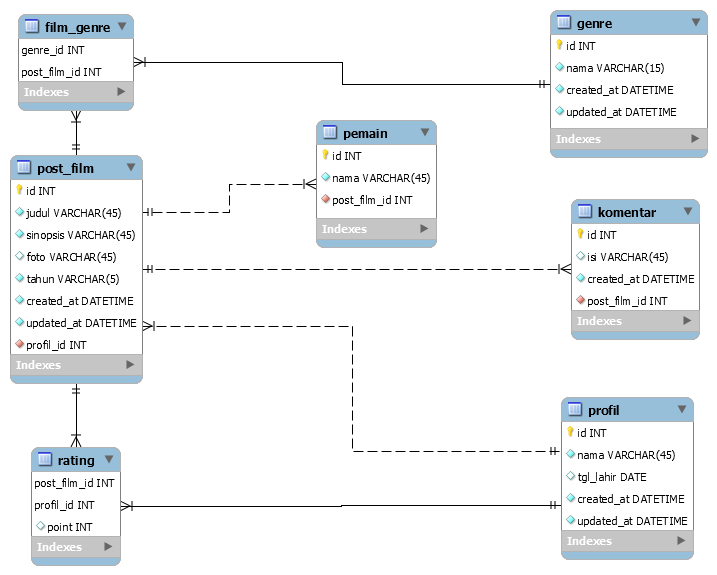 film_genre
genre_id INT
post_film_id INT
Indexes
genre
id INT
nama VARCHAR(15)
created_at DATETIME
updated_at DATETIME
Indexes
pemain
id INT
nama VARCHAR(45)
post_film_id INT
Indexes
post_film
id INT
judul VARCHAR(45)
sinopsis VARCHAR(45)
foto VARCHAR(45)
tahun VARCHAR(5)
created_at DATETIME
updated_at DATETIME
profil_id INT
Indexes
komentar
id INT
isi VARCHAR(45)
created_at DATETIME
post_film_id INT
Indexes
profil
id INT
nama VARCHAR(45)
tgl_lahir DATE
created_at DATETIME
updated_at DATETIME
Indexes
rating
post_film_id INT
profil_id INT
point INT
Indexes